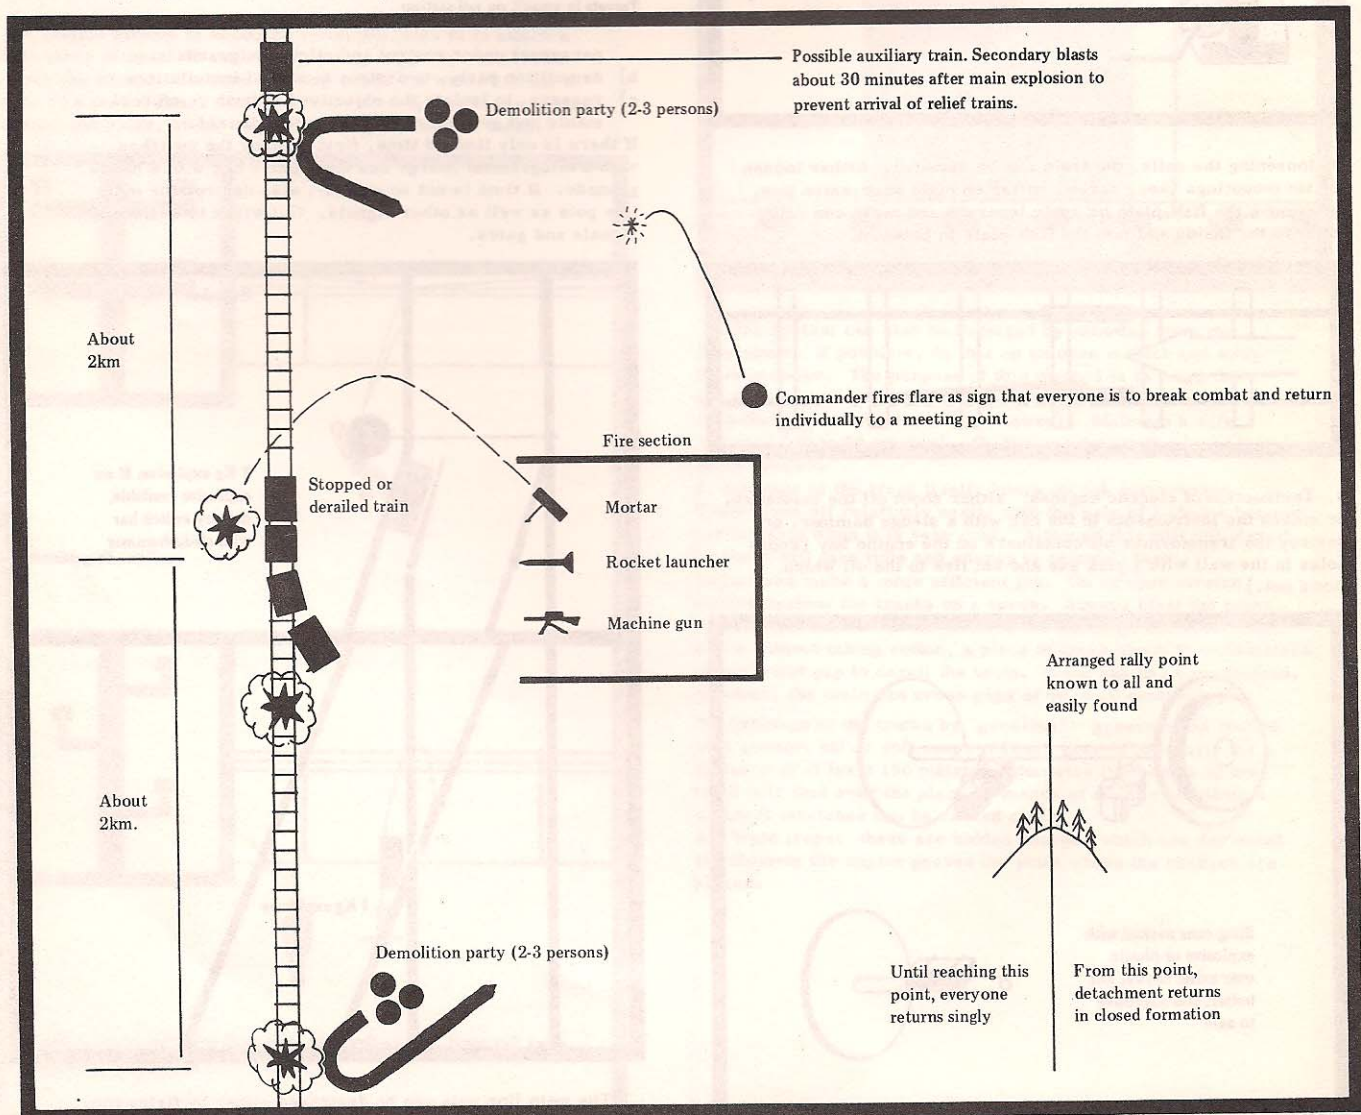 Possible auxiliary train. Secondary blasts
about 30 minutes after main explosion to
prevent arrival of relief trains.
Demolition party (2-3 persons)
About
2km
Commander fires flare as sign that everyone is to break combat and return
individually to a meeting point
Fire section
Stopped or
derailed train
Mortar
Rocket launcher
Machine gun
Arranged rally point
known to all and
easily found
About
2km.
Demolition party (2-3 persons)
Until reaching this
point, everyone
returns singly
From this point,
detachment returns
in closed formation